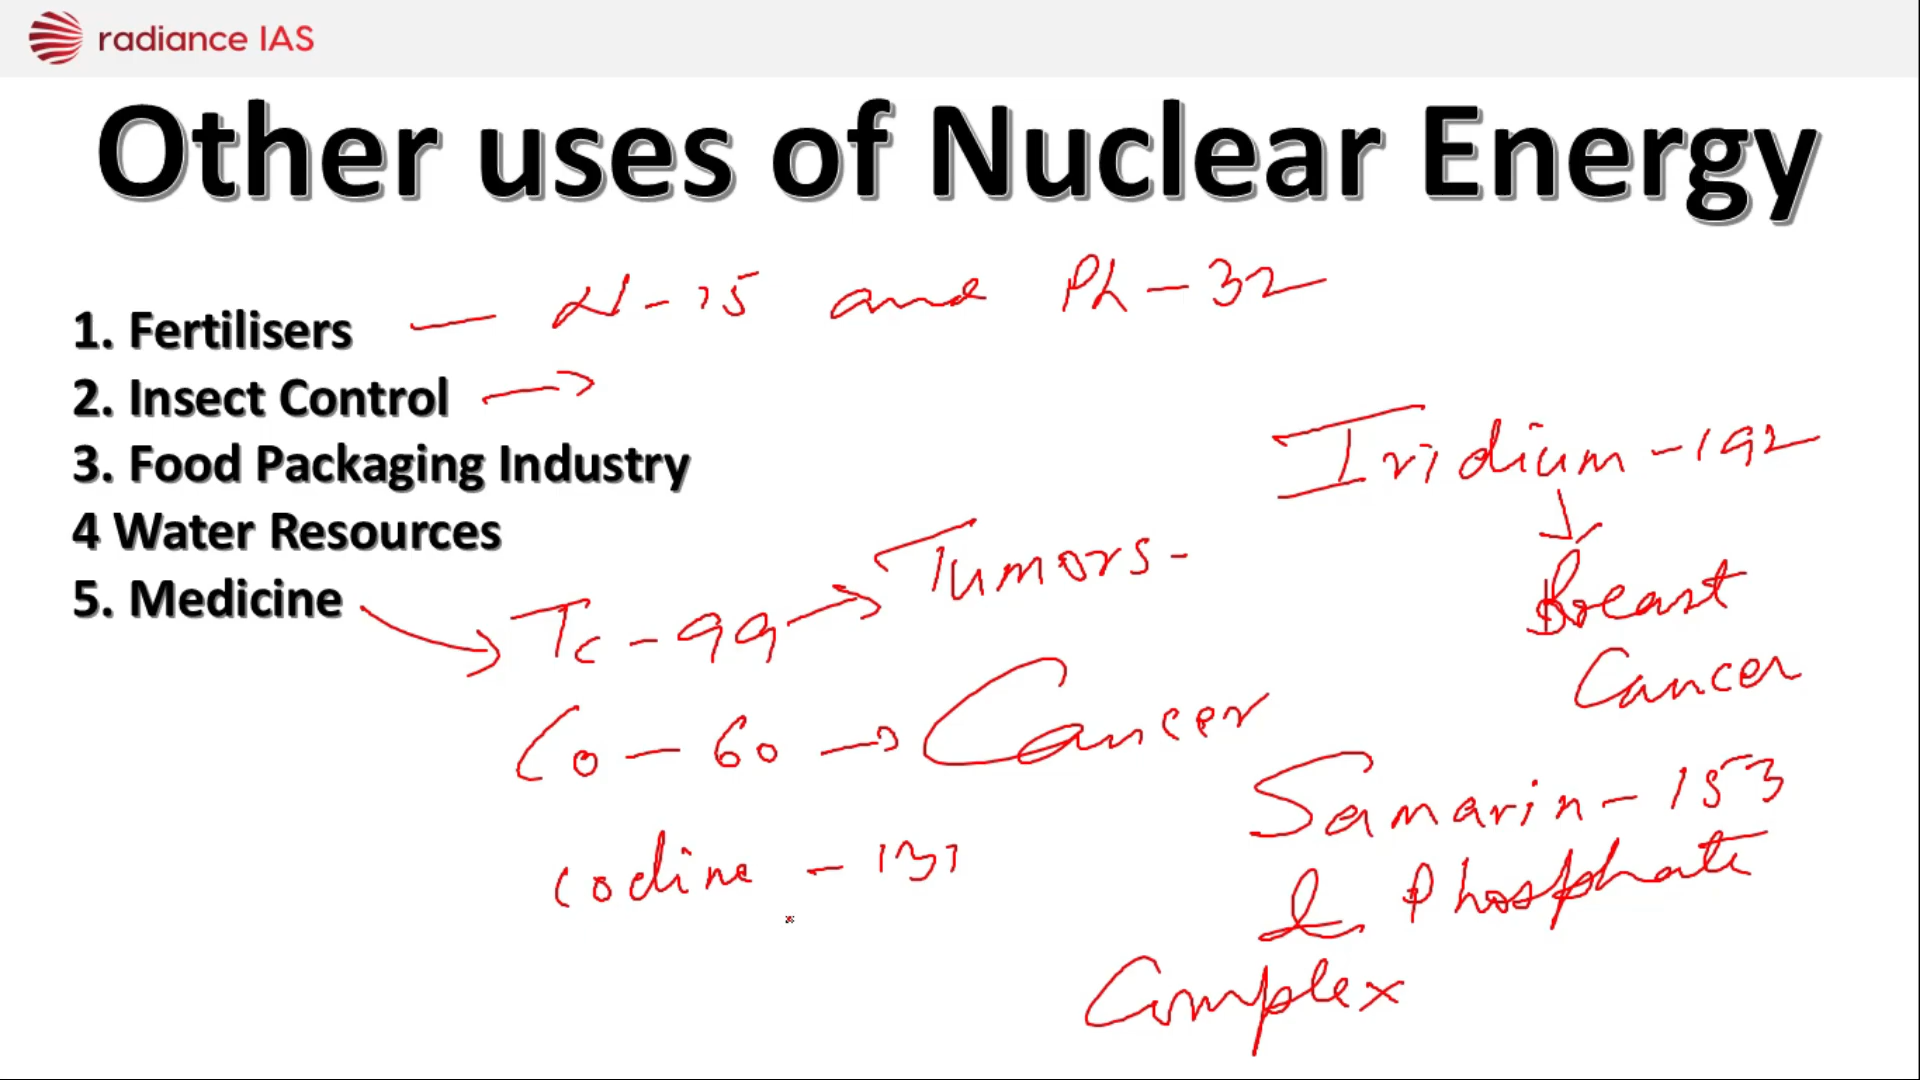 radiance IAS
Other uses of Nuclear Energy
1. Fertilisers — N-15 and Ph-32
2. Insect Control →
3. Food Packaging Industry
4 Water Resources
5. Medicine → Tc-99 → Tumors-
Co-60 → Cancer
Iodine - 131
Iridium-192
↓
Breast
Cancer
Samarin-153
& Phosphate
Complex